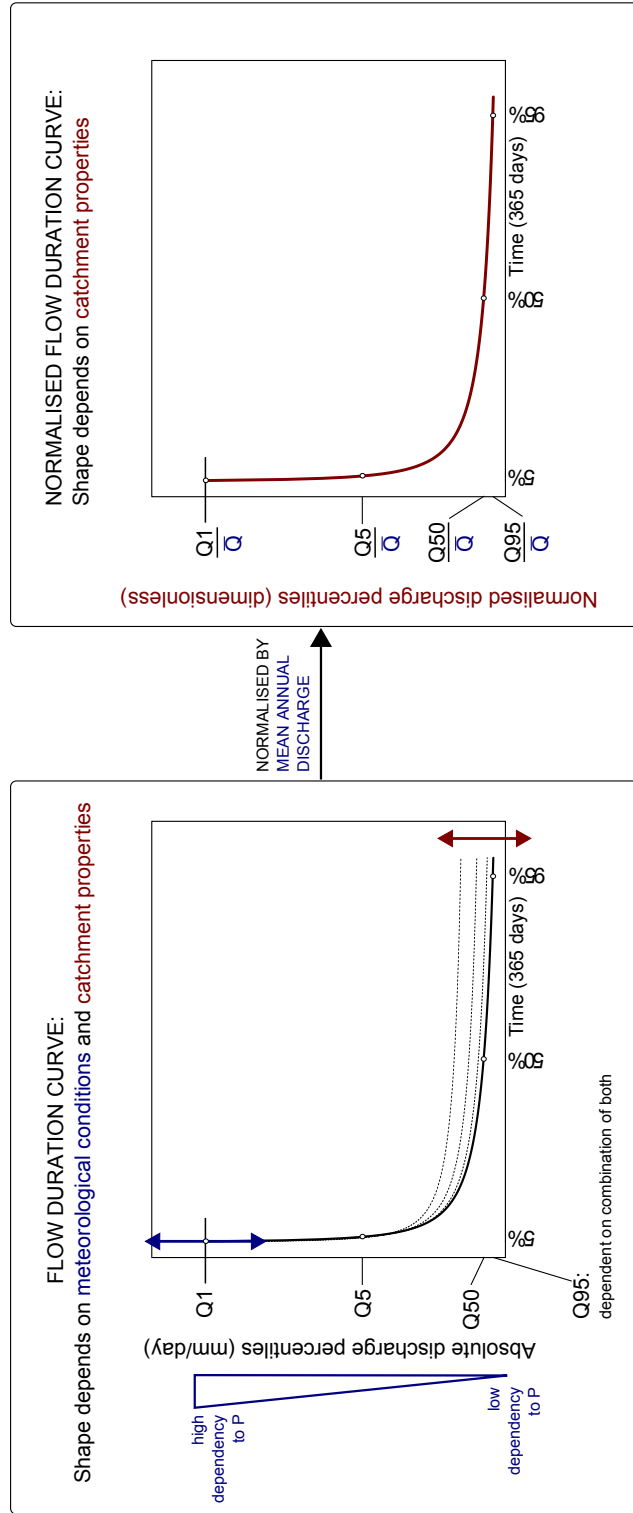 FLOW DURATION CURVE:
Shape depends on meteorological conditions and catchment properties
high
dependency
to P
low
dependency
to P
Absolute discharge percentiles (mm/day)
Q1
Q5
Q50
Q95:
dependent on combination of both
5%
50%
95%
Time (365 days)
NORMALISED BY
MEAN ANNUAL
DISCHARGE
NORMALISED FLOW DURATION CURVE:
Shape depends on catchment properties
Normalised discharge percentiles (dimensionless)
Q1
Q̅
Q5
Q̅
Q50
Q̅
Q95
Q̅
5%
50%
95%
Time (365 days)